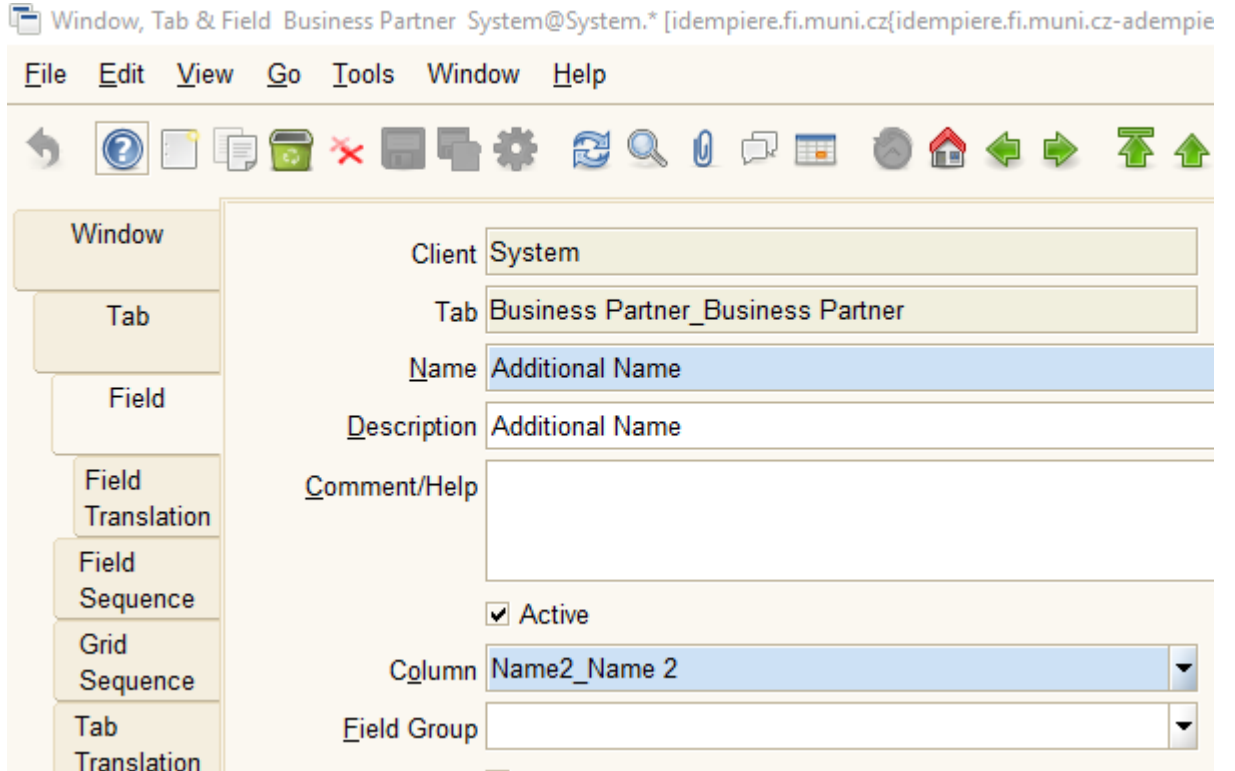 Window, Tab & Field Business Partner System@System.* [idempiere.fi.muni.cz{idempiere.fi.muni.cz-adempie
File Edit View Go Tools Window Help
Window
Tab
Field
Field
Translation
Field
Sequence
Grid
Sequence
Tab
Translation
Client System
Tab Business Partner_Business Partner
Name Additional Name
Description Additional Name
Comment/Help
Active
Column Name2_Name 2
Field Group